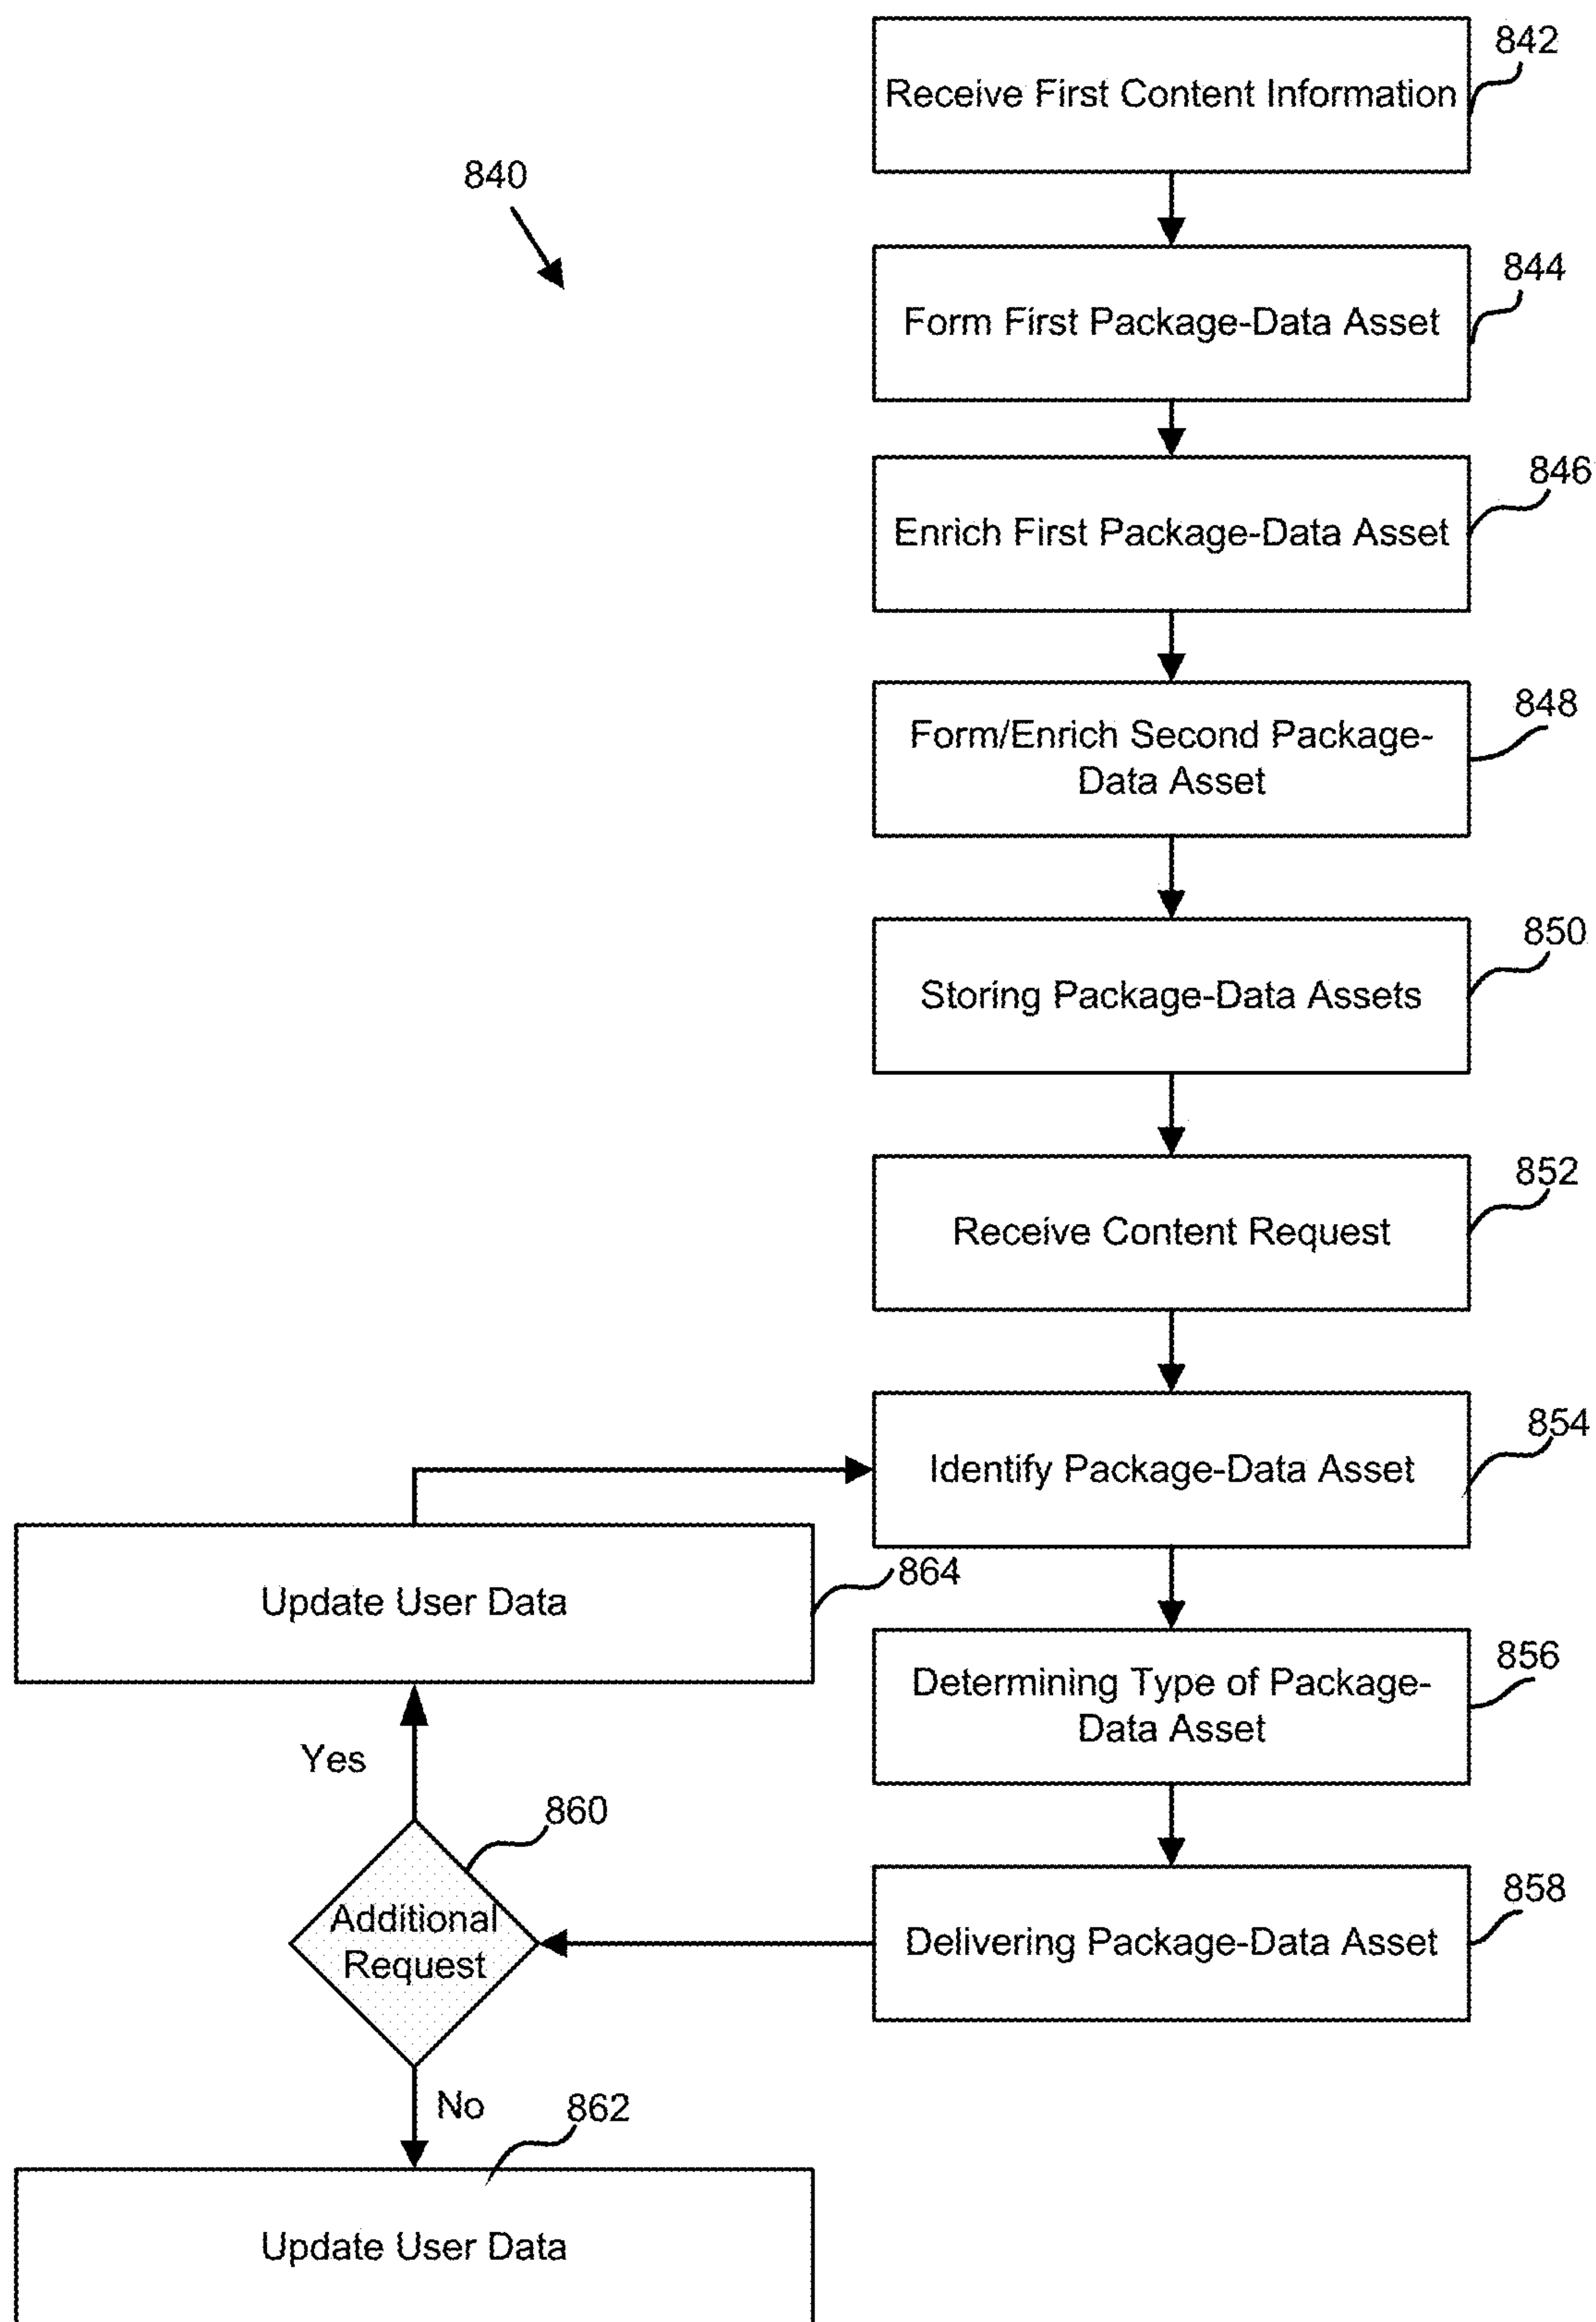 842
Receive First Content Information
840
844
Form First Package-Data Asset
846
Enrich First Package-Data Asset
848
Form/Enrich Second Package-
Data Asset
850
Storing Package-Data Assets
852
Receive Content Request
854
Identify Package-Data Asset
864
Update User Data
856
Determining Type of Package-
Data Asset
Yes
860
858
Additional
Request
Delivering Package-Data Asset
No
862
Update User Data